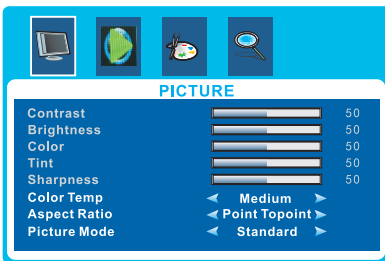 PICTURE
Contrast 50
Brightness 50
Color 50
Tint 50
Sharpness 50
Color Temp Medium
Aspect Ratio Point Topoint
Picture Mode Standard